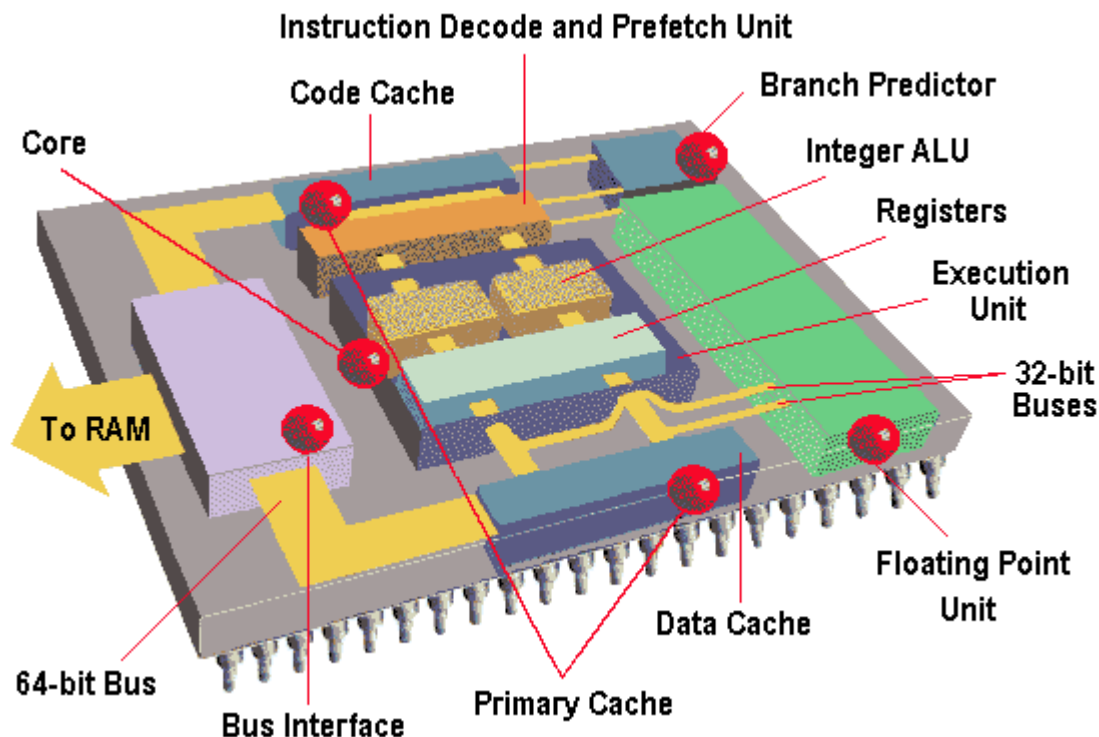 Instruction Decode and Prefetch Unit
Code Cache
Branch Predictor
Core
Integer ALU
Registers
Execution
Unit
32-bit
Buses
To RAM
Floating Point
Unit
Data Cache
64-bit Bus
Primary Cache
Bus Interface